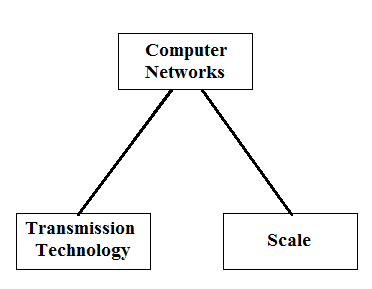 Computer
Networks
Transmission
Technology
Scale